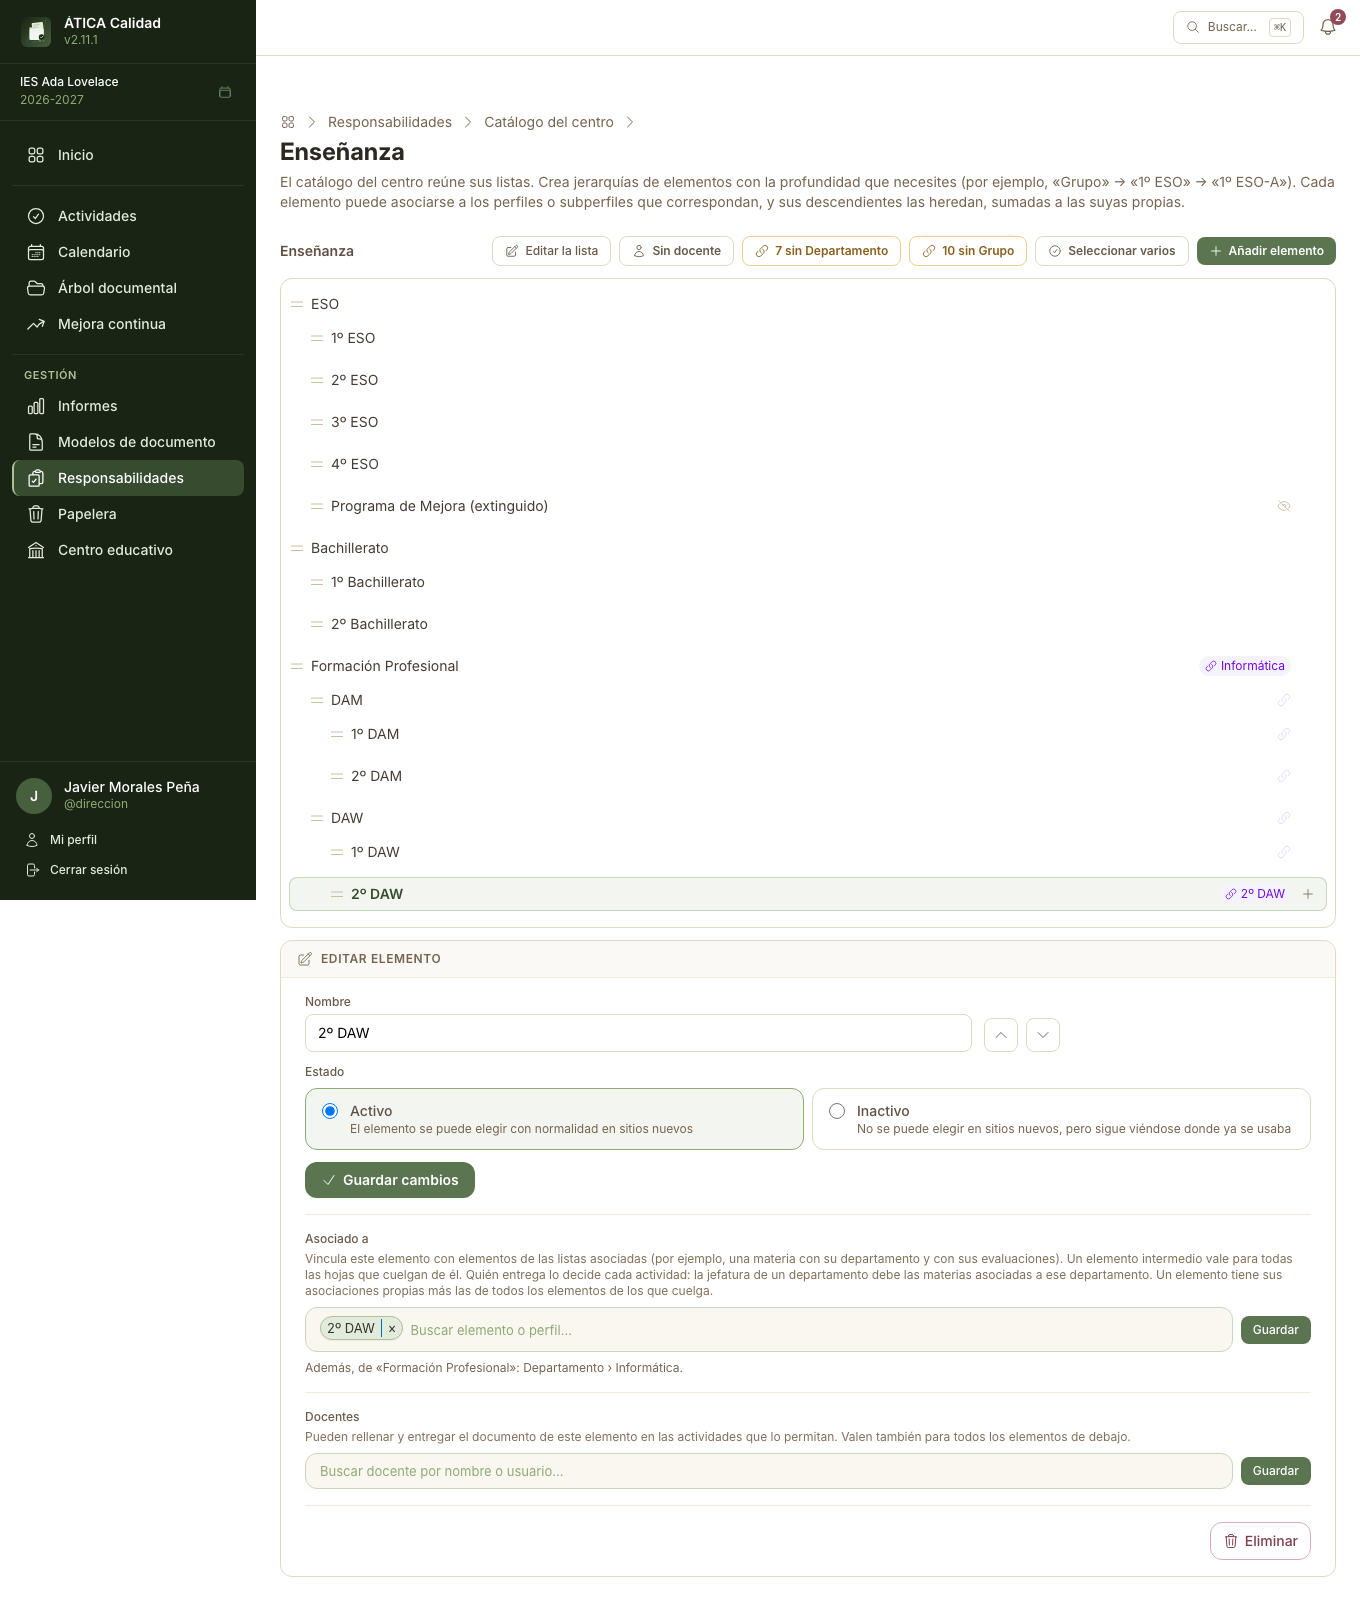 ÁTICA Calidad
v2.11.1
IES Ada Lovelace
2026-2027
Inicio
Actividades
Calendario
Árbol documental
Mejora continua
GESTIÓN
Informes
Modelos de documento
Responsabilidades
Papelera
Centro educativo
J
Javier Morales Peña
@direccion
Mi perfil
Cerrar sesión
Buscar... ⌘K
2
Responsabilidades > Catálogo del centro >
Enseñanza
El catálogo del centro reúne sus listas. Crea jerarquías de elementos con la profundidad que necesites (por ejemplo, «Grupo» → «1º ESO» → «1º ESO-A»). Cada
elemento puede asociarse a los perfiles o subperfiles que correspondan, y sus descendientes las heredan, sumadas a las suyas propias.
Enseñanza Editar la lista Sin docente 7 sin Departamento 10 sin Grupo Seleccionar varios + Añadir elemento
ESO
1º ESO
2º ESO
3º ESO
4º ESO
Programa de Mejora (extinguido)
Bachillerato
1º Bachillerato
2º Bachillerato
Formación Profesional Informática
DAM
1º DAM
2º DAM
DAW
1º DAW
2º DAW 2º DAW +
EDITAR ELEMENTO
Nombre
2º DAW
Estado
Activo
El elemento se puede elegir con normalidad en sitios nuevos
Inactivo
No se puede elegir en sitios nuevos, pero sigue viéndose donde ya se usaba
Guardar cambios
Asociado a
Vincula este elemento con elementos de las listas asociadas (por ejemplo, una materia con su departamento y con sus evaluaciones). Un elemento intermedio vale para todas
las hojas que cuelgan de él. Quién entrega lo decide cada actividad: la jefatura de un departamento debe las materias asociadas a ese departamento. Un elemento tiene sus
asociaciones propias más las de todos los elementos de los que cuelga.
2º DAW × Buscar elemento o perfil... Guardar
Además, de «Formación Profesional»: Departamento › Informática.
Docentes
Pueden rellenar y entregar el documento de este elemento en las actividades que lo permitan. Valen también para todos los elementos de debajo.
Buscar docente por nombre o usuario... Guardar
Eliminar